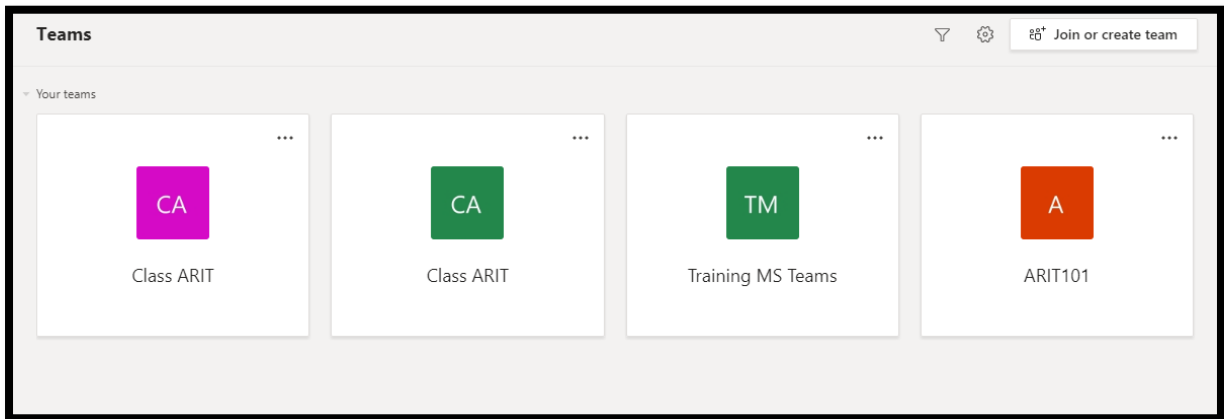 Teams
Join or create team
Your teams
CA
CA
TM
A
Class ARIT
Class ARIT
Training MS Teams
ARIT101